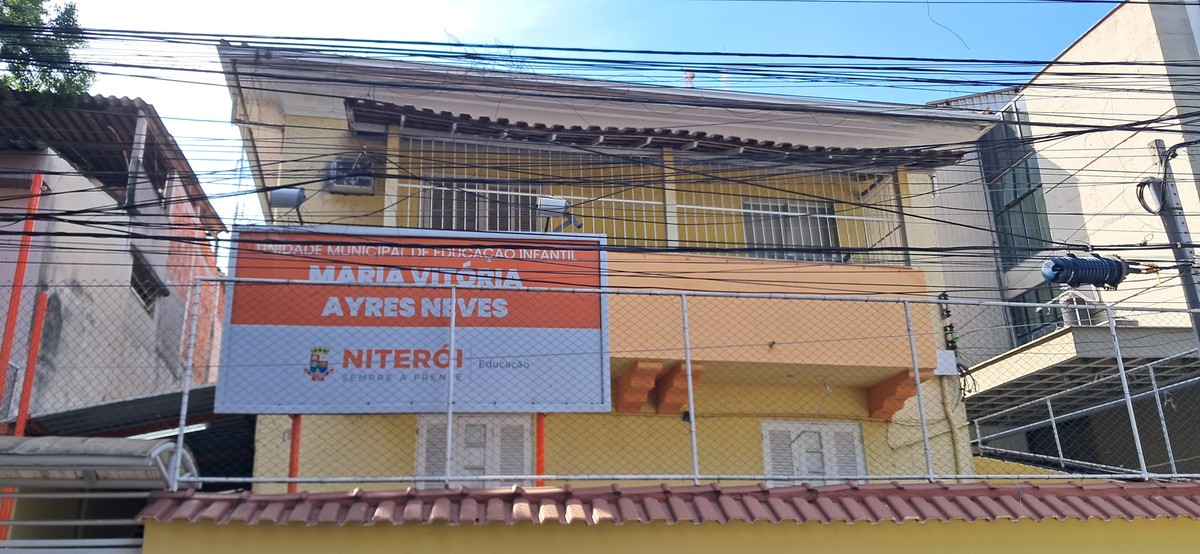 UNIDADE MUNICIPAL DE EDUCAÇÃO INFANTIL
MARIA VITÓRIA
AYRES NEVES
NITERÓI Educação
SEMPRE À FRENTE